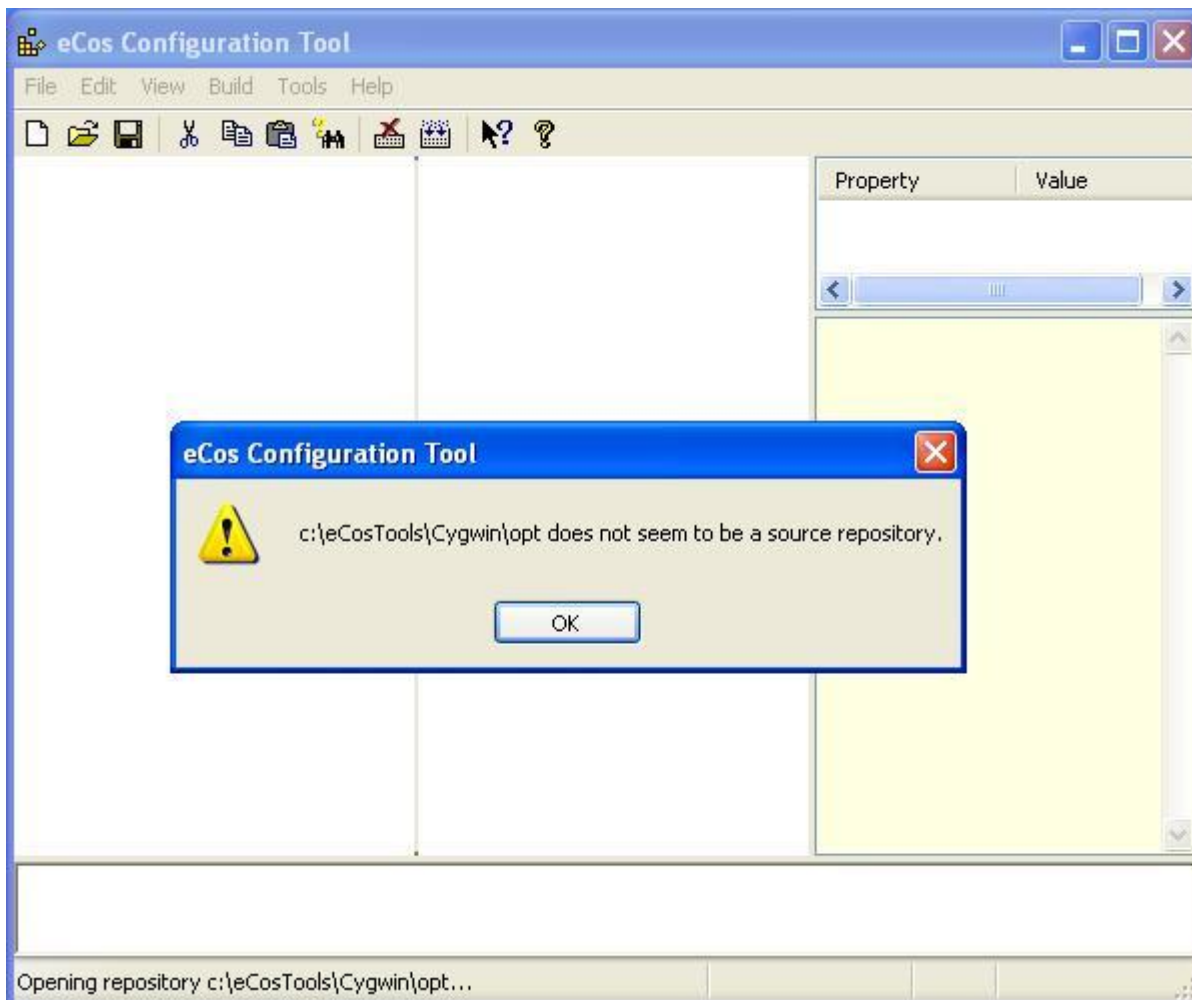 eCos Configuration Tool
File Edit View Build Tools Help
Property Value
eCos Configuration Tool
c:\eCosTools\Cygwin\opt does not seem to be a source repository.
OK
Opening repository c:\eCosTools\Cygwin\opt...